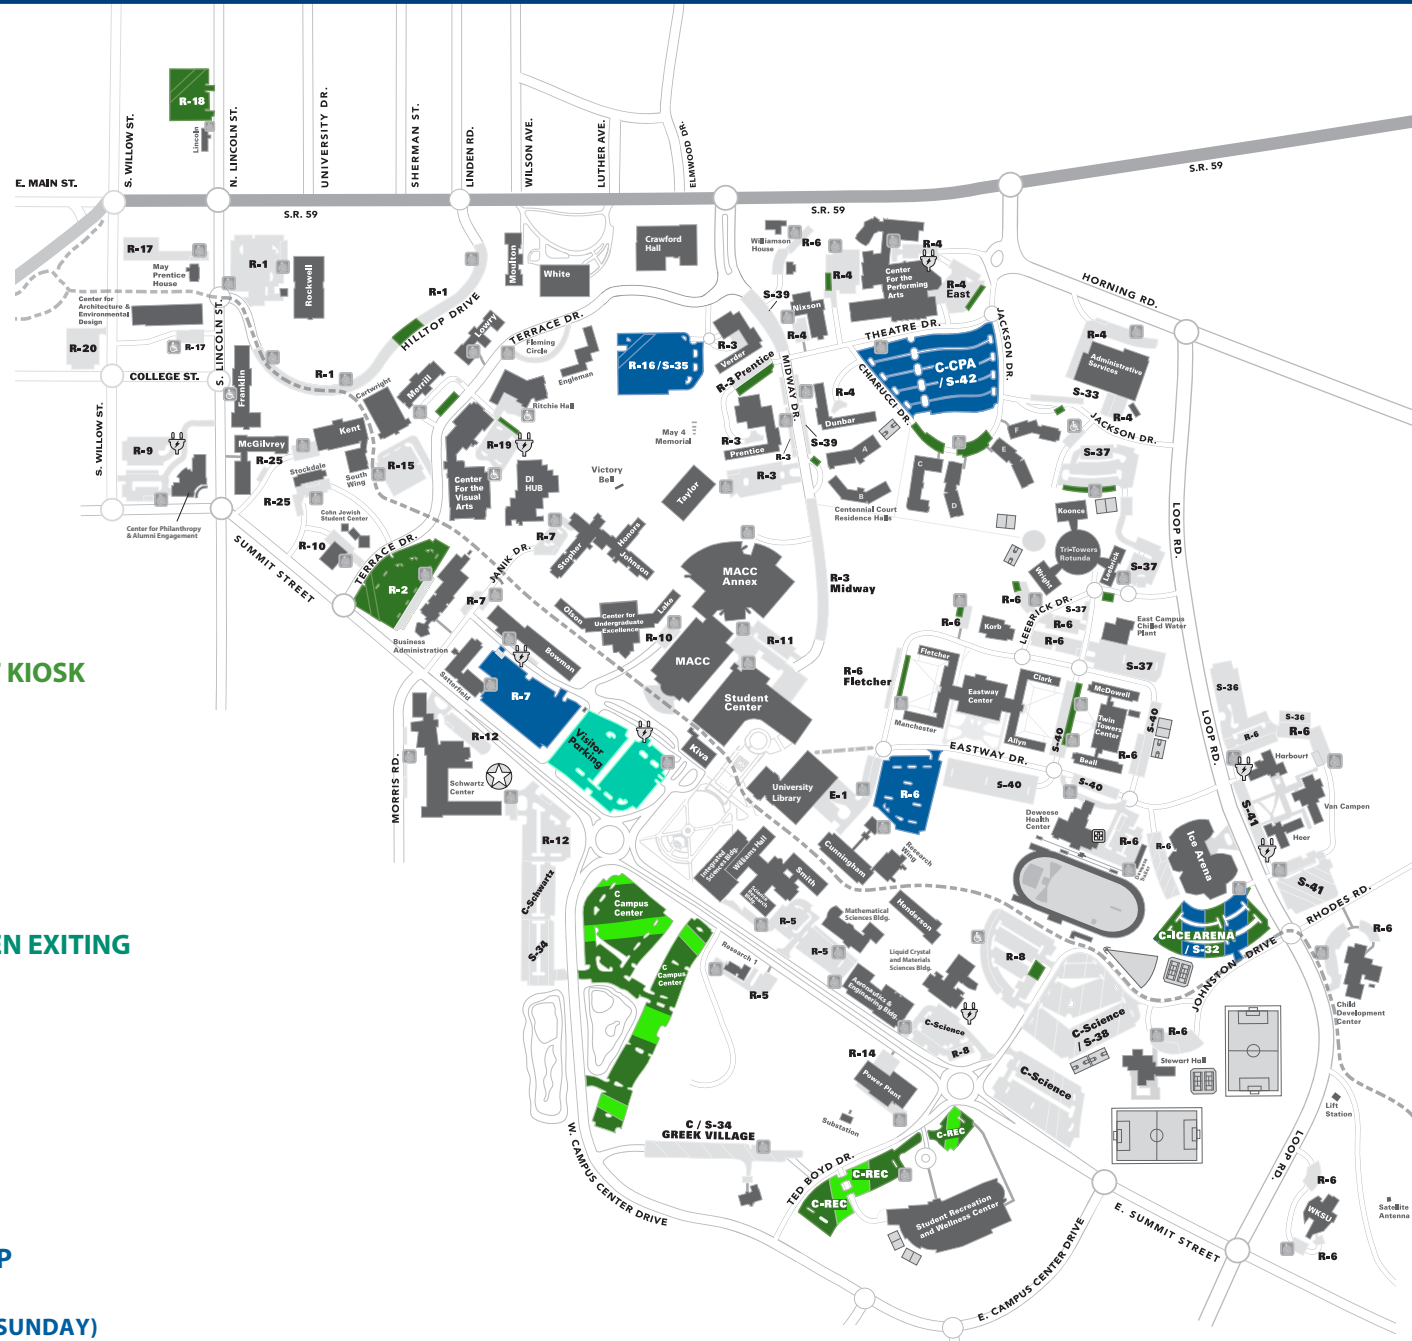 R-18
Lincoln
S. WILLOW ST.
N. LINCOLN ST.
UNIVERSITY DR.
SHERMAN ST.
LINDEN RD.
WILSON AVE.
LUTHER AVE.
ELMWOOD DR.
E. MAIN ST.
S.R. 59
S.R. 59
S.R. 59
R-17
May
Prentice
House
R-1
Rockwell
Moulton
White
Crawford
Hall
Williamson
House
R-6
R-4
R-4
Center
For the
Performing
Arts
R-4
East
HORNING RD.
Center for
Architecture &
Environmental
Design
R-1
HILLTOP DRIVE
Lowry
TERRACE DR.
Fleming
Circle
Engleman
S-39
Nixson
R-4
THEATRE DR.
JACKSON DR.
R-20
R-17
S. LINCOLN ST.
COLLEGE ST.
R-1
Franklin
Cartwright
Merrill
R-16 / S-35
R-3
Verder
R-3 Prentice
MIDWAY DR.
C-CPA
/ S-42
CHIARUCCI DR.
R-4
Administrative
Services
S-33
R-4
JACKSON DR.
S. WILLOW ST.
R-9
McGilvrey
R-25
Kent
Stockdale
South
Wing
R-15
Ritchie Hall
R-19
Center
For the
Visual
Arts
DI
HUB
May 4
Memorial
Victory
Bell
R-3
Prentice
R-3
R-3
S-39
R-4
Dunbar
A
B
C
D
E
F
Centennial Court
Residence Halls
S-37
Center for Philanthropy
& Alumni Engagement
R-25
Cohn Jewish
Student Center
R-10
SUMMIT STREET
TERRACE DR.
R-2
Taylor
R-7
JANIK DR.
Stopher
Honors
Johnson
MACC
Annex
R-3
Midway
Koonce
Tri-Towers
Rotunda
Wright
Leebrick
S-37
LOOP RD.
R-7
Olson
Center for
Undergraduate
Excellence
Lake
R-10
R-11
Business
Administration
Bowman
Satterfield
MACC
Student
Center
R-6
Korb
R-6
LEEBRICK DR.
S-37
R-6
R-6
East Campus
Chilled Water
Plant
S-37
T KIOSK
R-7
Visitor
Parking
Kiva
R-6
Fletcher
Fletcher
Eastway
Center
Clark
Manchester
Allyn
McDowell
Twin
Towers
Center
S-40
S-40
Beall
R-6
EASTWAY DR.
S-36
S-36
R-6
R-6
LOOP RD.
Harbourt
Van Campen
Heer
S-41
S-41
R-12
MORRIS RD.
Schwartz
Center
University
Library
E-1
R-6
S-40
S-40
Deweese
Health
Center
R-6
R-6
Ice Arena
R-12
C-Schwartz
S-34
Integrated
Sciences Bldg.
Williams Hall
Science
Research
Bldg.
Smith
Cunningham
Research
Wing
EN EXITING
C
Campus
Center
C
Campus
Center
R-5
R-5
Research 1
R-5
Mathematical
Sciences Bldg.
Henderson
Liquid Crystal
and Materials
Sciences Bldg.
Aeronautics &
Engineering Bldg.
R-8
C-Science
R-8
C-ICE ARENA
/ S-32
JOHNSTON DRIVE
RHODES RD.
R-6
Child
Development
Center
C-Science
/ S-38
C-Science
R-6
Stewart Hall
R-14
Power Plant
Substation
C / S-34
GREEK VILLAGE
W. CAMPUS CENTER DRIVE
TED BOYD DR.
C-REC
C-REC
C-REC
Student Recreation
and Wellness Center
Lift
Station
LOOP RD.
R-6
WKSU
R-6
Satellite
Antenna
E. SUMMIT STREET
E. CAMPUS CENTER DRIVE
P
SUNDAY)